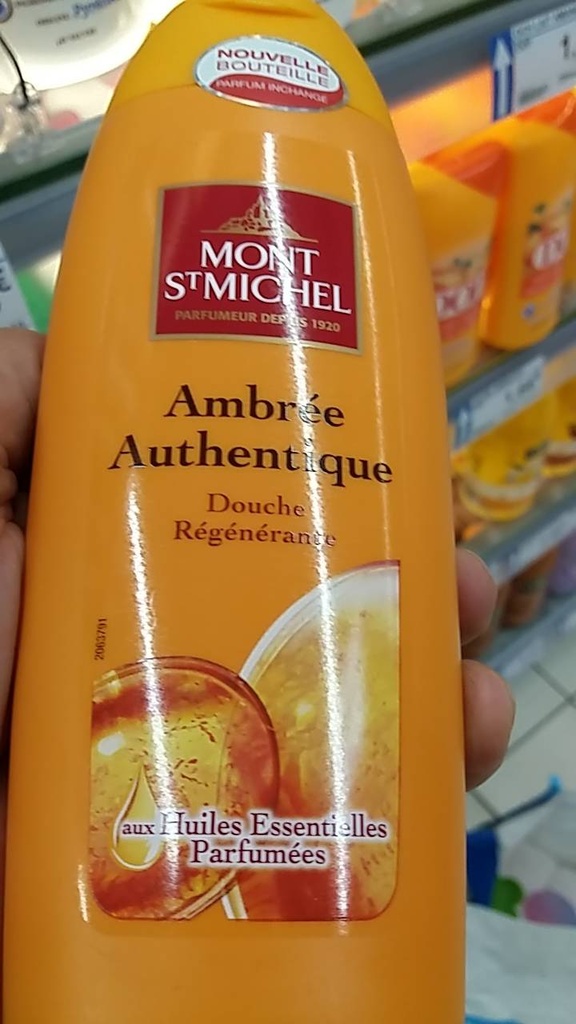 NOUVELLE
BOUTEILLE
PARFUM INCHANGÉ
MONT
ST MICHEL
PARFUMEUR DEPUIS 1920
Ambrée
Authentique
Douche
Régénérante
2063791
aux Huiles Essentielles
Parfumées